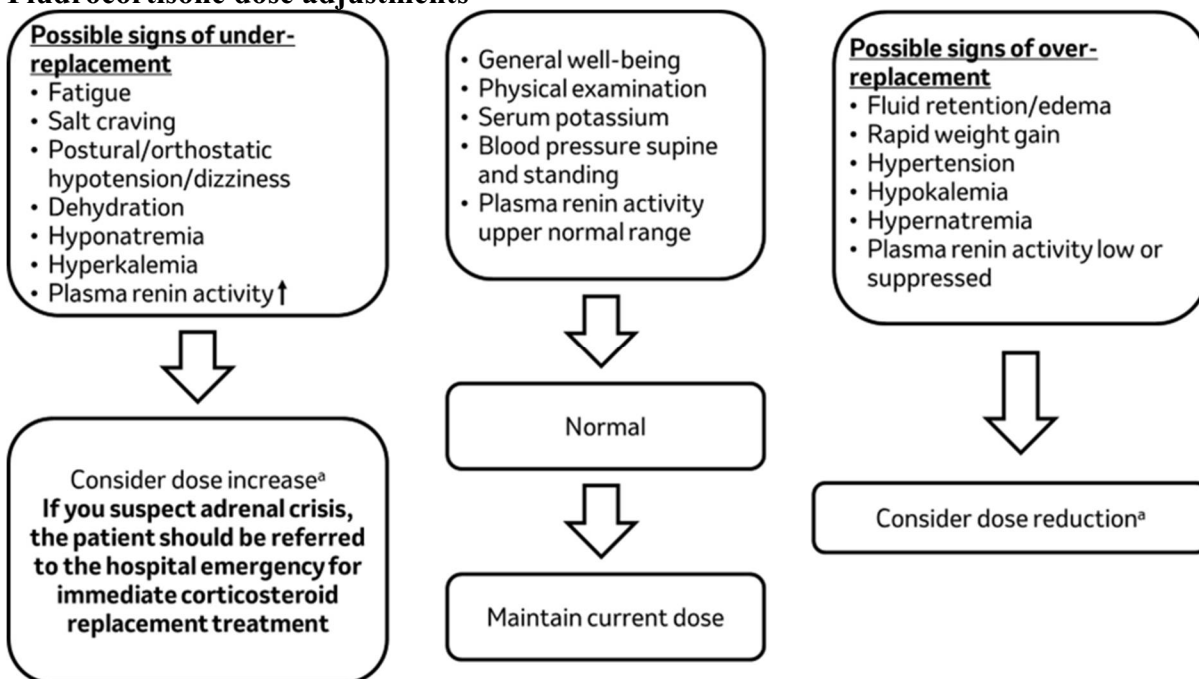 Fludrocortisone dose adjustments
Possible signs of under-
replacement
• Fatigue
• Salt craving
• Postural/orthostatic
hypotension/dizziness
• Dehydration
• Hyponatremia
• Hyperkalemia
• Plasma renin activity ↑
Consider dose increaseᵃ
If you suspect adrenal crisis,
the patient should be referred
to the hospital emergency for
immediate corticosteroid
replacement treatment
• General well-being
• Physical examination
• Serum potassium
• Blood pressure supine
and standing
• Plasma renin activity
upper normal range
Normal
Maintain current dose
Possible signs of over-
replacement
• Fluid retention/edema
• Rapid weight gain
• Hypertension
• Hypokalemia
• Hypernatremia
• Plasma renin activity low or
suppressed
Consider dose reductionᵃ